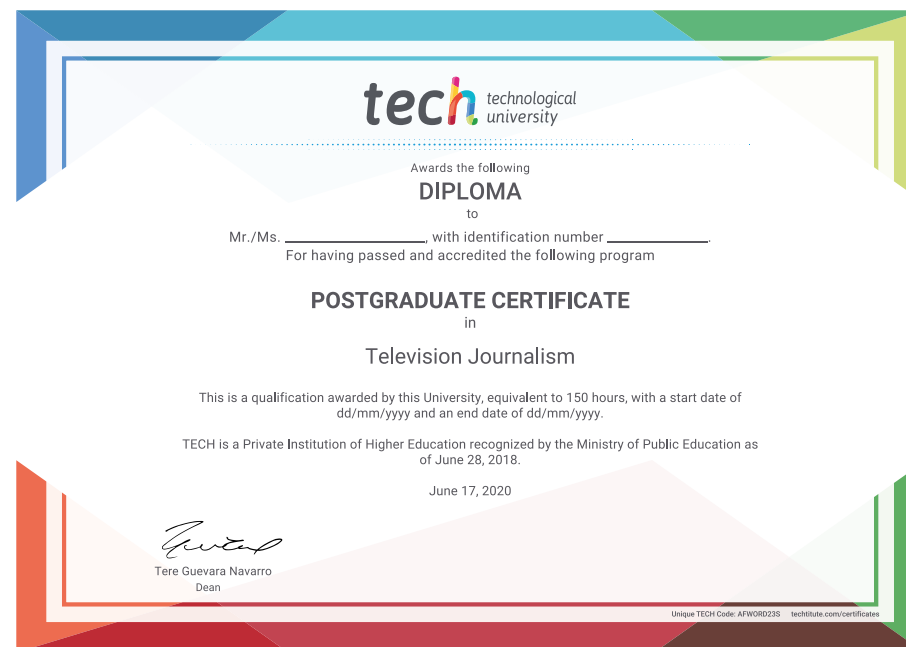 tech technological
university
Awards the following
DIPLOMA
to
Mr./Ms. ____________________, with identification number ______________.
For having passed and accredited the following program
POSTGRADUATE CERTIFICATE
in
Television Journalism
This is a qualification awarded by this University, equivalent to 150 hours, with a start date of
dd/mm/yyyy and an end date of dd/mm/yyyy.
TECH is a Private Institution of Higher Education recognized by the Ministry of Public Education as
of June 28, 2018.
June 17, 2020
Tere Guevara Navarro
Dean
Unique TECH Code: AFWORD23S techtitute.com/certificates